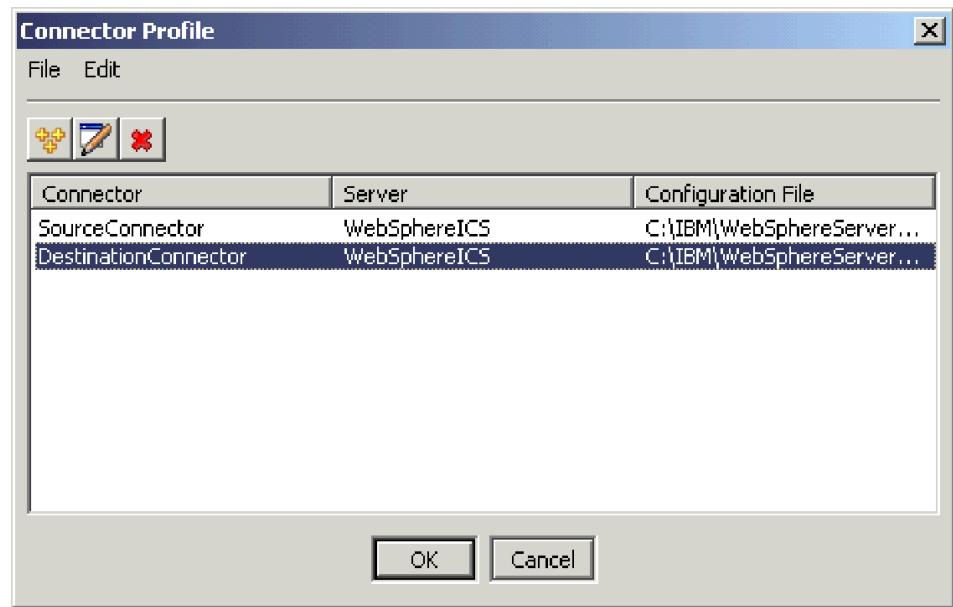 Connector Profile
File Edit
Connector Server Configuration File
SourceConnector WebSphereICS C:\IBM\WebSphereServer...
DestinationConnector WebSphereICS C:\IBM\WebSphereServer...
OK Cancel